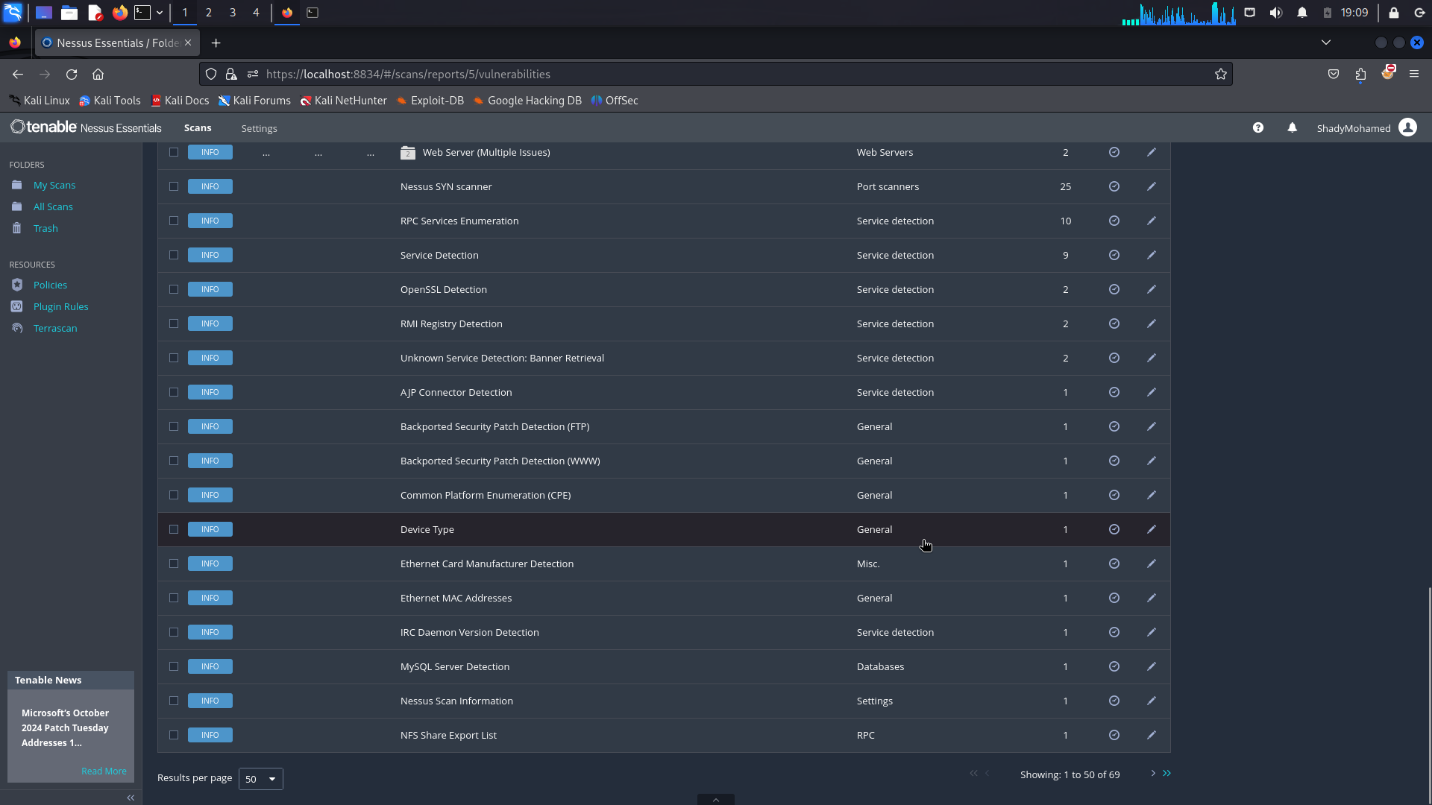 1
2
3
4
19:09
Nessus Essentials / Folde
https://localhost:8834/#/scans/reports/5/vulnerabilities
Kali Linux
Kali Tools
Kali Docs
Kali Forums
Kali NetHunter
Exploit-DB
Google Hacking DB
OffSec
tenable Nessus Essentials
Scans
Settings
ShadyMohamed
FOLDERS
My Scans
All Scans
Trash
RESOURCES
Policies
Plugin Rules
Terrascan
INFO ... ... ... 2 Web Server (Multiple Issues) Web Servers 2
INFO Nessus SYN scanner Port scanners 25
INFO RPC Services Enumeration Service detection 10
INFO Service Detection Service detection 9
INFO OpenSSL Detection Service detection 2
INFO RMI Registry Detection Service detection 2
INFO Unknown Service Detection: Banner Retrieval Service detection 2
INFO AJP Connector Detection Service detection 1
INFO Backported Security Patch Detection (FTP) General 1
INFO Backported Security Patch Detection (WWW) General 1
INFO Common Platform Enumeration (CPE) General 1
INFO Device Type General 1
INFO Ethernet Card Manufacturer Detection Misc. 1
INFO Ethernet MAC Addresses General 1
INFO IRC Daemon Version Detection Service detection 1
INFO MySQL Server Detection Databases 1
INFO Nessus Scan Information Settings 1
INFO NFS Share Export List RPC 1
Tenable News
Microsoft's October
2024 Patch Tuesday
Addresses 1...
Read More
Results per page 50
Showing: 1 to 50 of 69